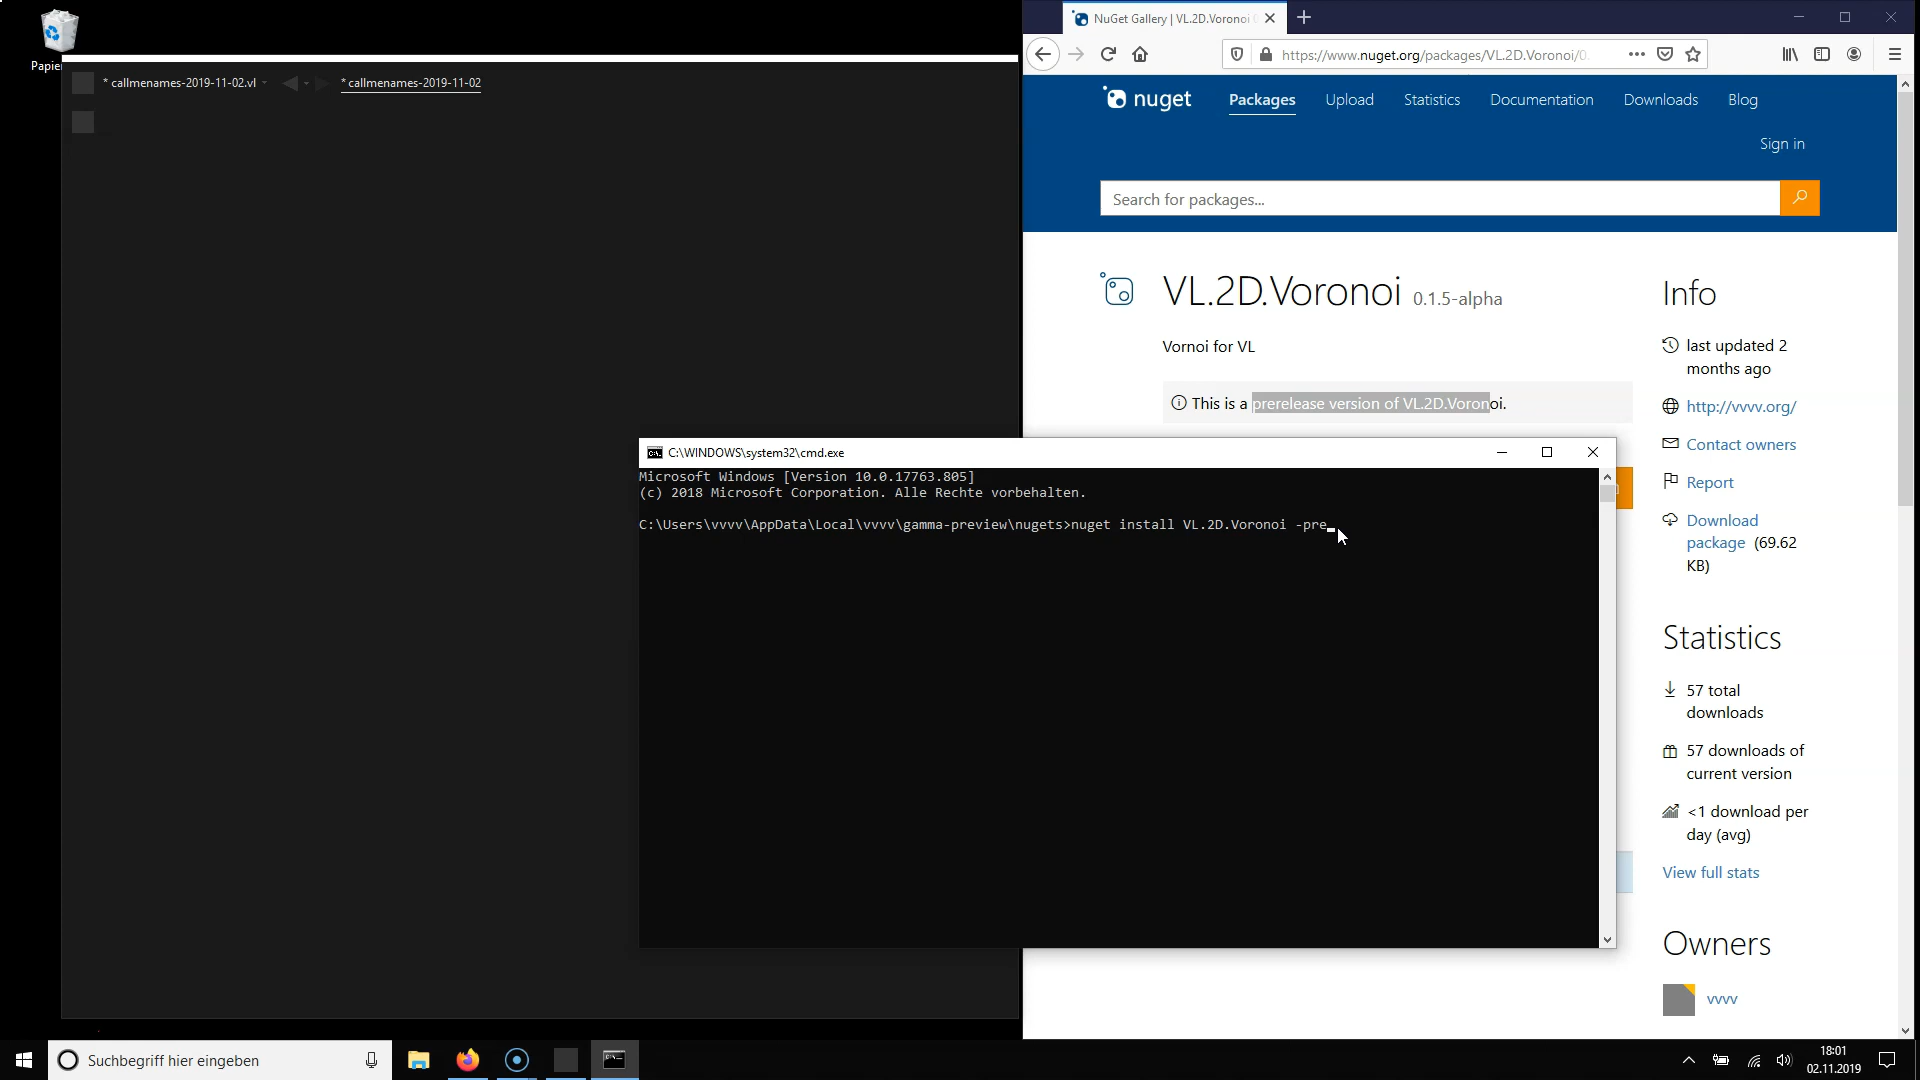 Papie
* callmenames-2019-11-02.vl
* callmenames-2019-11-02
NuGet Gallery | VL.2D.Voronoi
https://www.nuget.org/packages/VL.2D.Voronoi/0.
nuget
Packages
Upload
Statistics
Documentation
Downloads
Blog
Sign in
Search for packages...
VL.2D.Voronoi 0.1.5-alpha
Vornoi for VL
This is a prerelease version of VL.2D.Voronoi.
Info
last updated 2
months ago
http://vvvv.org/
Contact owners
Report
Download
package (69.62
KB)
Statistics
57 total
downloads
57 downloads of
current version
<1 download per
day (avg)
View full stats
Owners
vvvv
C:\WINDOWS\system32\cmd.exe
Microsoft Windows [Version 10.0.17763.805]
(c) 2018 Microsoft Corporation. Alle Rechte vorbehalten.
C:\Users\vvvv\AppData\Local\vvvv\gamma-preview\nugets>nuget install VL.2D.Voronoi -pre
Suchbegriff hier eingeben
18:01
02.11.2019